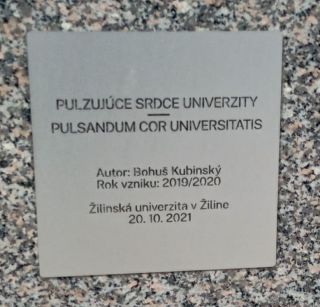 PULZUJÚCE SRDCE UNIVERZITY
PULSANDUM COR UNIVERSITATIS
Autor: Bohuš Kubinský
Rok vzniku: 2019/2020
Žilinská univerzita v Žiline
20. 10. 2021